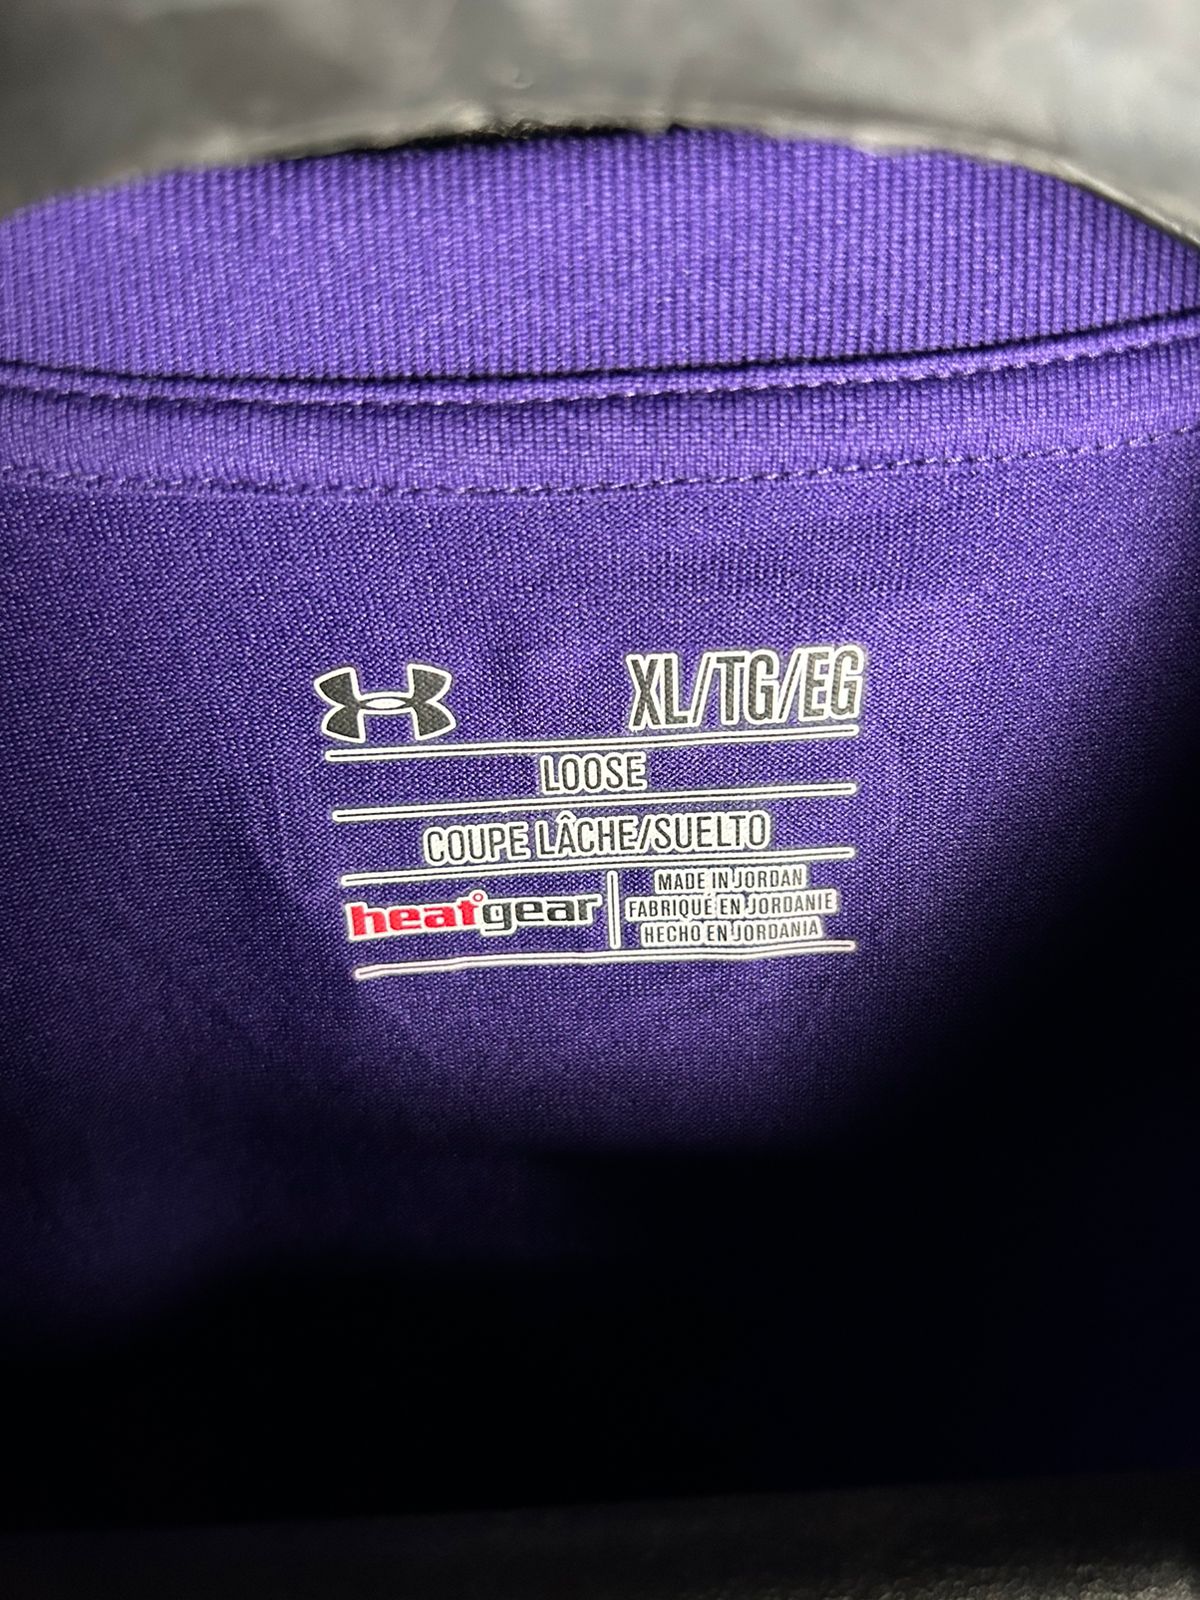 XL/TG/EG
LOOSE
COUPE LÂCHE/SUELTO
heatgear
MADE IN JORDAN
FABRIQUÉ EN JORDANIE
HECHO EN JORDANIA